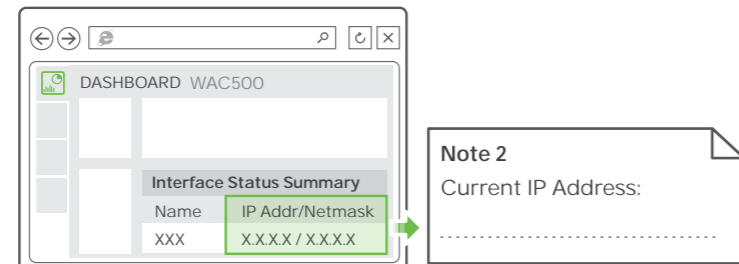 DASHBOARD WAC500
Interface Status Summary
Name IP Addr/Netmask
XXX X.X.X.X / X.X.X.X
Note 2
Current IP Address: